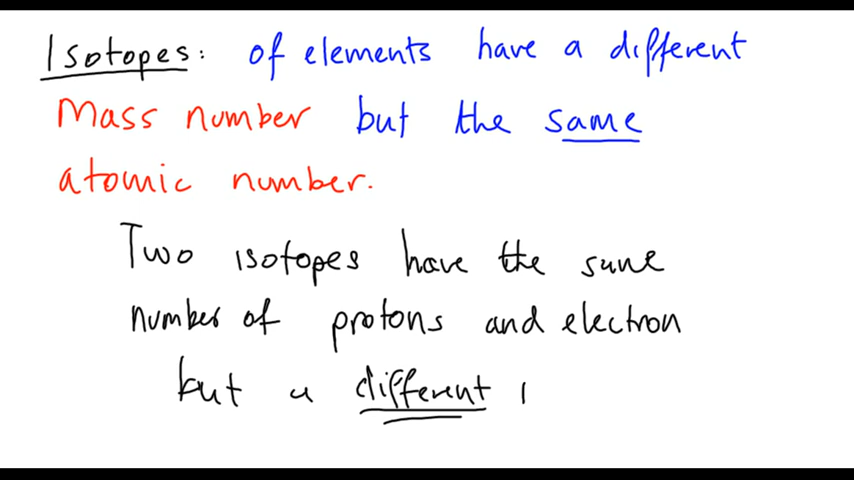 Isotopes: of elements have a different
Mass number but the same
atomic number.
Two isotopes have the same
number of protons and electron
but a different